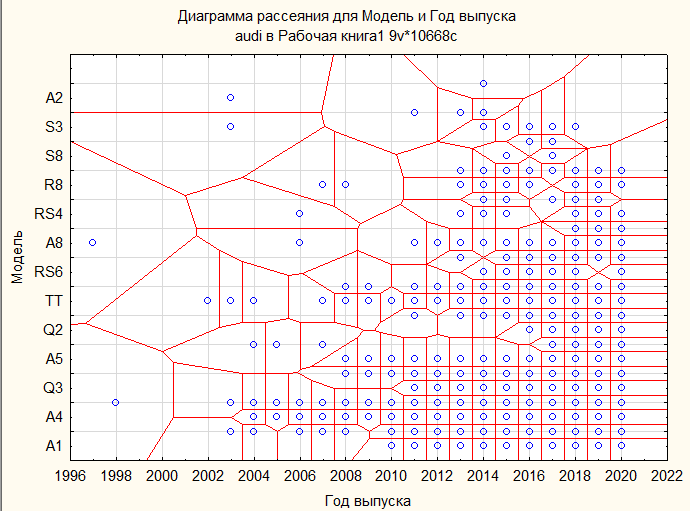 Диаграмма рассеяния для Модель и Год выпуска
audi в Рабочая книга1 9v*10668c
Модель
A2
S3
S8
R8
RS4
A8
RS6
TT
Q2
A5
Q3
A4
A1
1996 1998 2000 2002 2004 2006 2008 2010 2012 2014 2016 2018 2020 2022
Год выпуска